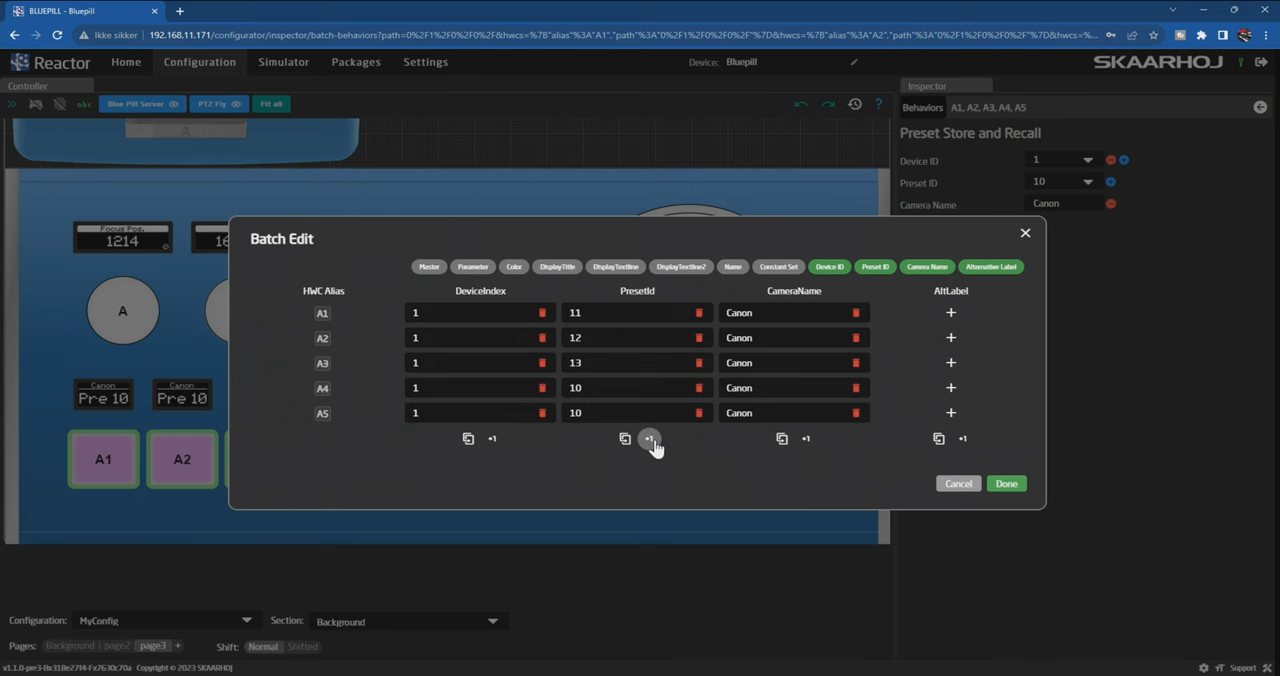 BLUEPILL - Bluepill
Ikke sikker
192.168.11.171/configurator/inspector/batch-behaviors?path=0%2F1%2F0%2F0%2F&hwcs=%7B"alias"%3A"A1","path"%3A"0%2F1%2F0%2F0%2F"%7D&hwcs=%7B"alias"%3A"A2","path"%3A"0%2F1%2F0%2F0%2F"%7D&hwcs=%...
Reactor
Home
Configuration
Simulator
Packages
Settings
Device: Bluepill
SKAARHOJ
Controller
Inspector
abc
Blue Pill Server
PTZ Fly
Fit all
Behaviors
A1, A2, A3, A4, A5
Preset Store and Recall
Device ID 1
Preset ID 10
Camera Name Canon
A
Focus Pos.
1214
16
A
Canon
Pre 10
Canon
Pre 10
A1
A2
Batch Edit
Master Parameter Color DisplayTitle DisplayTextline DisplayTextline2 Name Constant Set Device ID Preset ID Camera Name Alternative Label
HWC Alias DeviceIndex PresetId CameraName AltLabel
A1 1 11 Canon +
A2 1 12 Canon +
A3 1 13 Canon +
A4 1 10 Canon +
A5 1 10 Canon +
+1 +1 +1 +1
Cancel Done
Configuration: MyConfig Section: Background
Pages: Background | page2 | page3 + Shift: Normal Shifted
Copyright © 2023 SKAARHOJ
Support